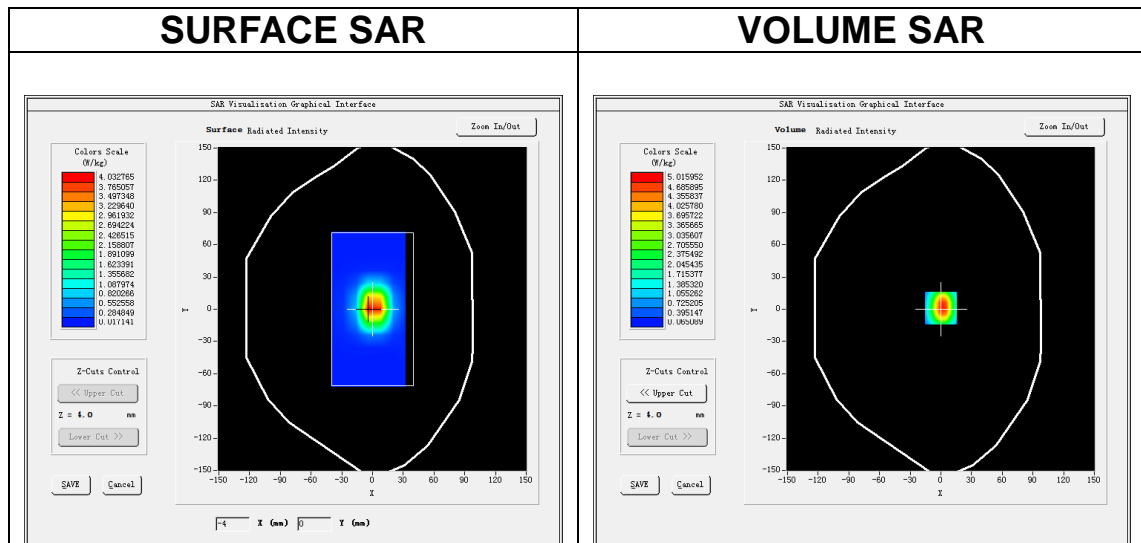 SURFACE SAR
VOLUME SAR
SAR Visualisation Graphical Interface
Surface Radiated Intensity
Zoom In/Out
Colors Scale
(W/kg)
4.032765
3.765057
3.497348
3.229640
2.961932
2.694224
2.426515
2.158807
1.891099
1.623391
1.355682
1.087974
0.820266
0.552558
0.284849
0.017141
Z-Cuts Control
<< Upper Cut
Z = 4.0 mm
Lower Cut >>
SAVE Cancel
150
120
90
60
30
0
-30
-60
-90
-120
-150
Y
-150 -120 -90 -60 -30 0 30 60 90 120 150
X
-4 X (mm) 0 Y (mm)
SAR Visualisation Graphical Interface
Volume Radiated Intensity
Zoom In/Out
Colors Scale
(W/kg)
5.015952
4.685895
4.355837
4.025780
3.695722
3.365665
3.035607
2.705550
2.375492
2.045435
1.715377
1.385320
1.055262
0.725205
0.395147
0.065089
Z-Cuts Control
<< Upper Cut
Z = 4.0 mm
Lower Cut >>
SAVE Cancel
150
120
90
60
30
0
-30
-60
-90
-120
-150
Y
-150 -120 -90 -60 -30 0 30 60 90 120 150
X